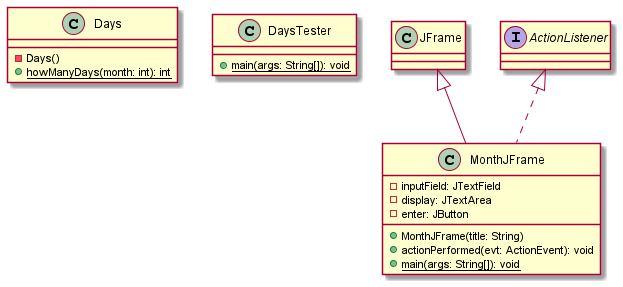 C Days
Days()
howManyDays(month: int): int
C DaysTester
main(args: String[]): void
C JFrame
I ActionListener
C MonthJFrame
inputField: JTextField
display: JTextArea
enter: JButton
MonthJFrame(title: String)
actionPerformed(evt: ActionEvent): void
main(args: String[]): void